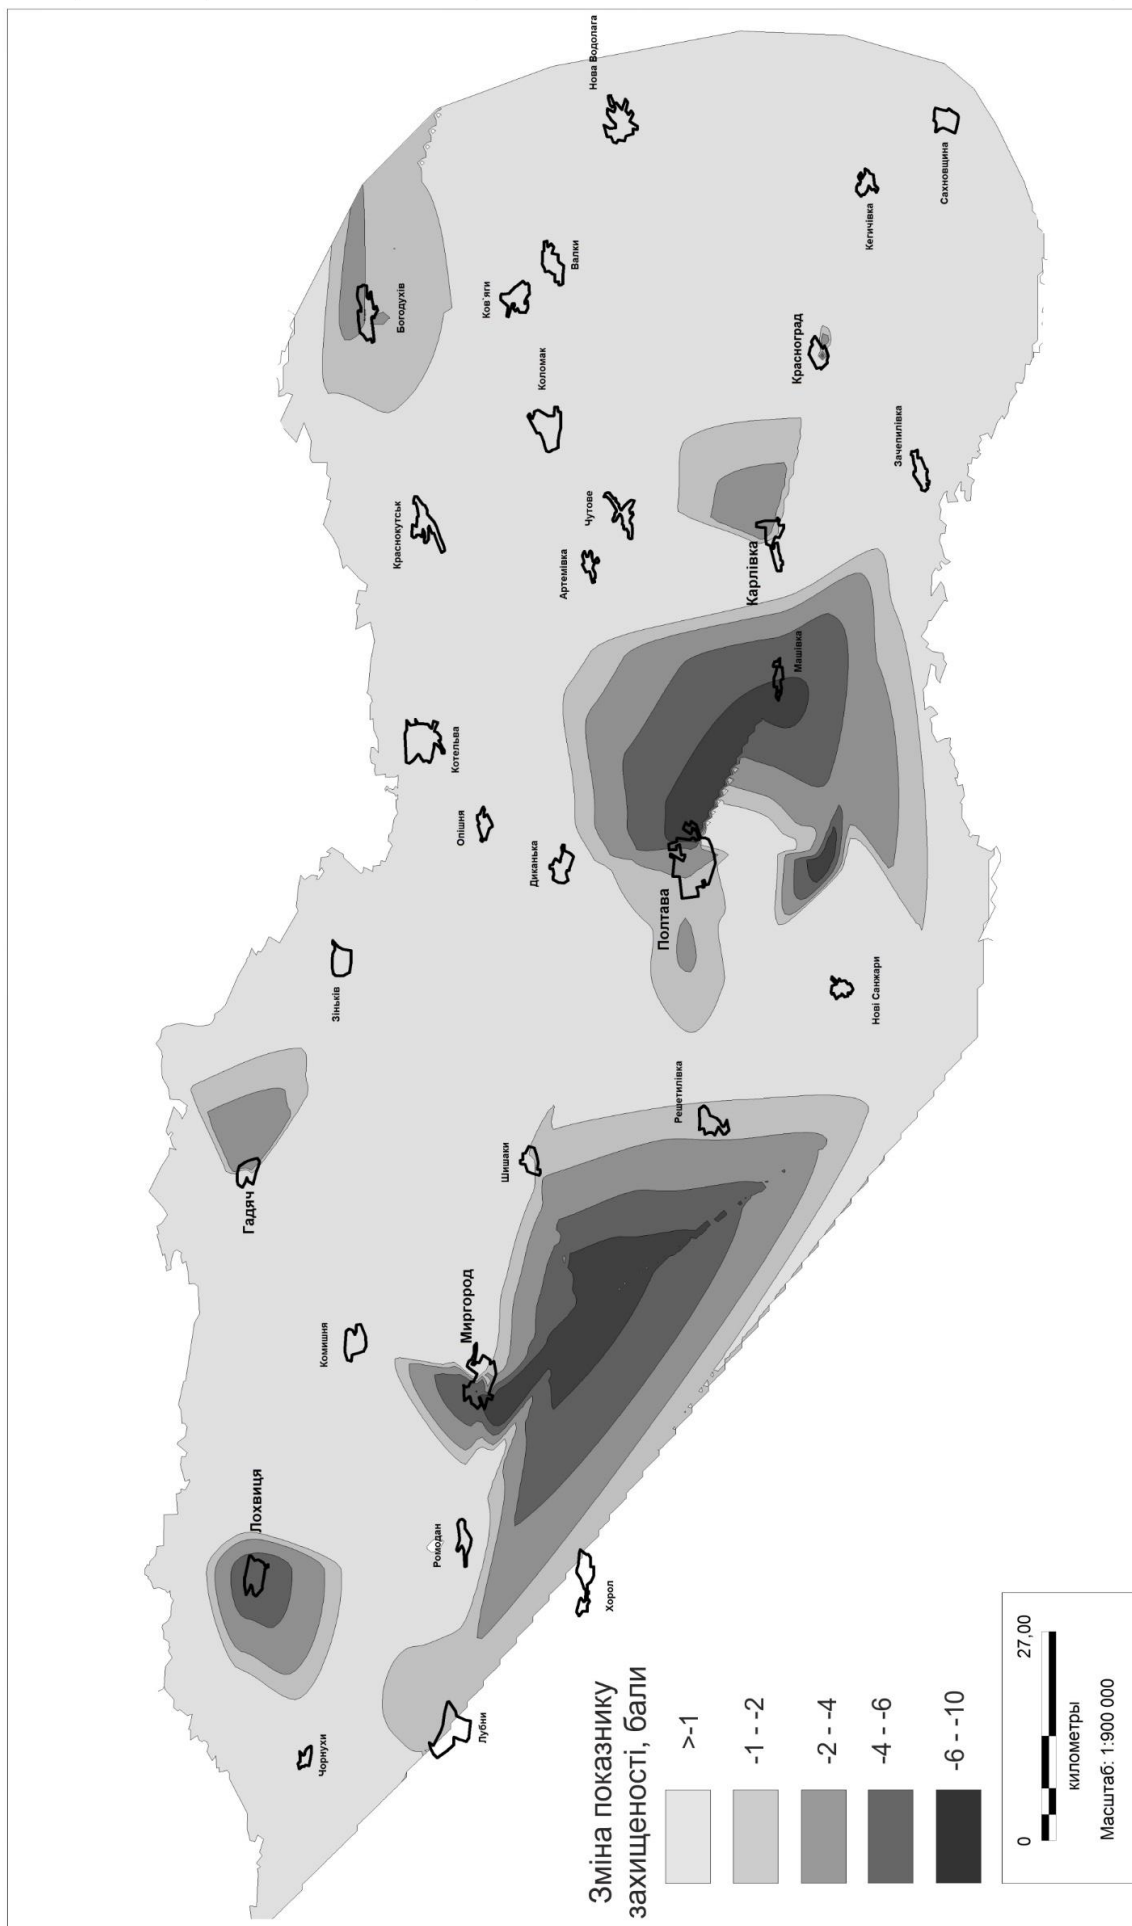 Гадяч
Лохвиця
Чорнухи
Комишня
Зіньків
Краснокутськ
Богодухів
Ромодан
Котельва
Опішня
Миргород
Лубни
Ков`яги
Шишаки
Диканька
Коломак
Артемівка
Валки
Чутове
Нова Водолага
Хорол
Полтава
Решетилівка
Карлівка
Красноград
Машівка
Кегичівка
Нові Санжари
Зачепилівка
Сахновщина
Зміна показнику
захищеності, бали
>-1
-1 - -2
-2 - -4
-4 - -6
-6 - -10
0 27,00
километры
Масштаб: 1:900 000